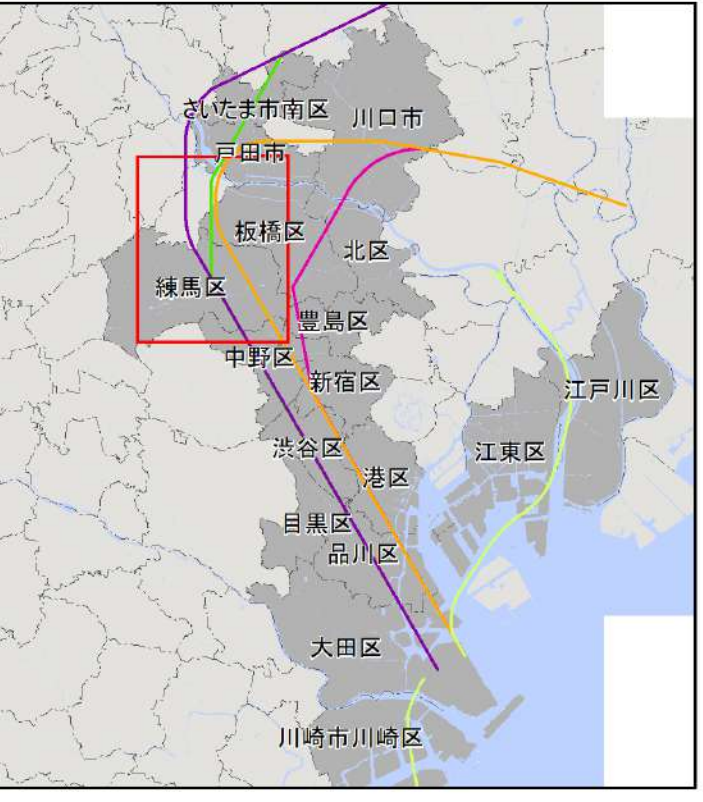 さいたま市南区
川口市
戸田市
板橋区
北区
練馬区
豊島区
中野区
新宿区
江戸川区
渋谷区
江東区
港区
目黒区
品川区
大田区
川崎市川崎区